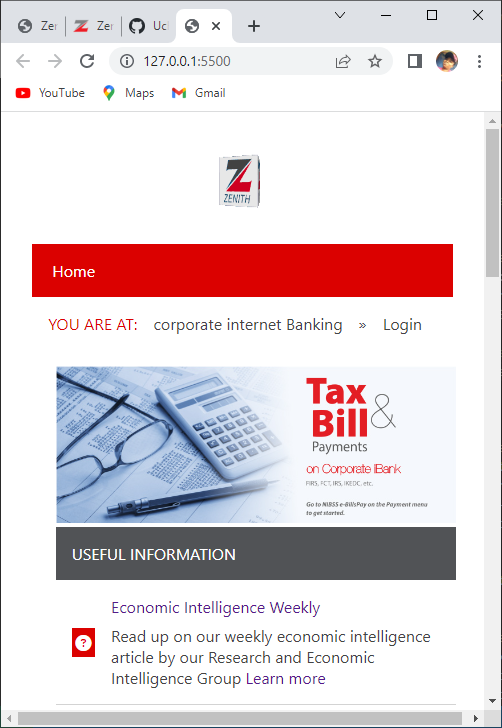 Zer
Zer
Ucl
127.0.0.1:5500
YouTube
Maps
Gmail
Z
ZENITH
Home
YOU ARE AT: corporate internet Banking » Login
Tax
Bill &
Payments
on Corporate IBank
FIRS, FCT, IRS, IKEDC, etc.
Go to NIBSS e-BillsPay on the Payment menu
to get started.
USEFUL INFORMATION
Economic Intelligence Weekly
?
Read up on our weekly economic intelligence
article by our Research and Economic
Intelligence Group Learn more